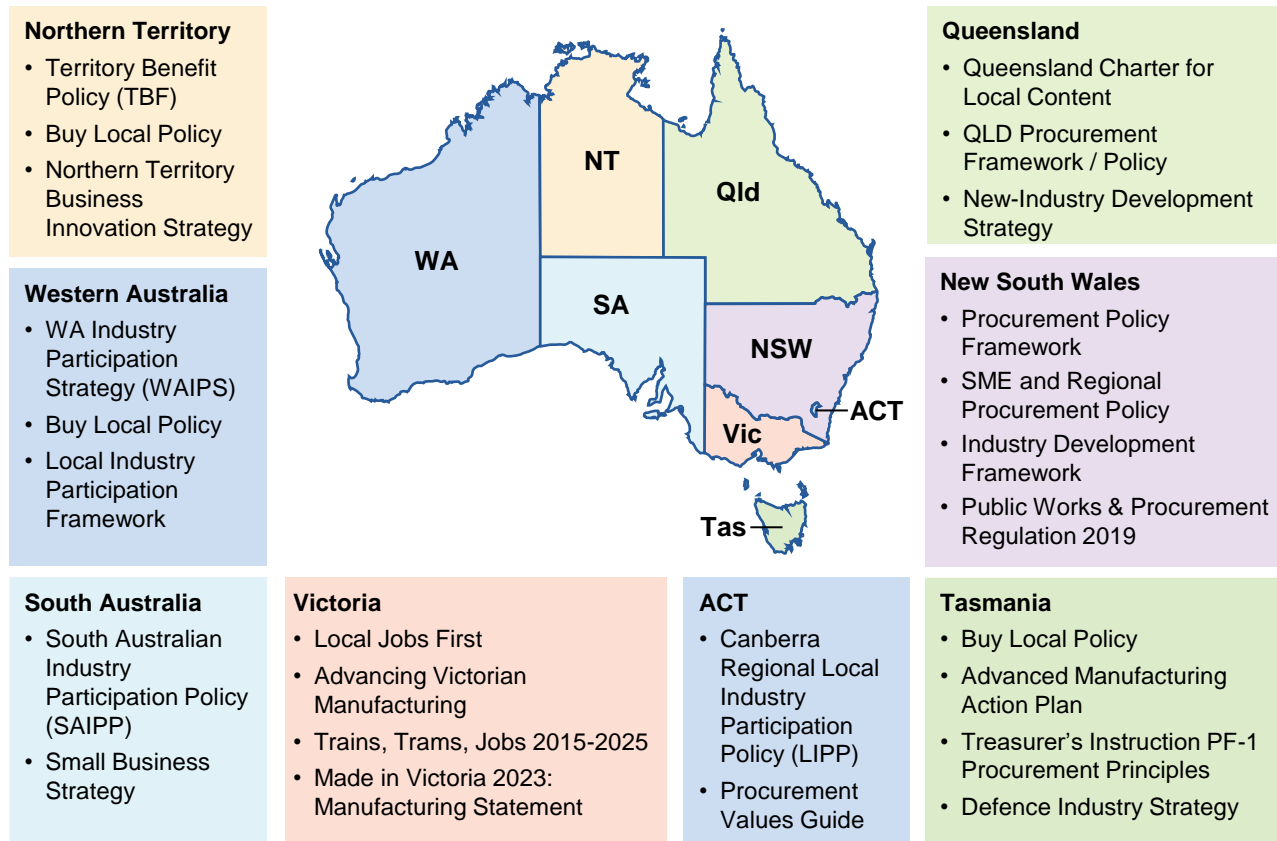 Northern Territory
• Territory Benefit
Policy (TBF)
• Buy Local Policy
• Northern Territory
Business
Innovation Strategy
Western Australia
• WA Industry
Participation
Strategy (WAIPS)
• Buy Local Policy
• Local Industry
Participation
Framework
South Australia
• South Australian
Industry
Participation Policy
(SAIPP)
• Small Business
Strategy
Victoria
• Local Jobs First
• Advancing Victorian
Manufacturing
• Trains, Trams, Jobs 2015-2025
• Made in Victoria 2023:
Manufacturing Statement
ACT
• Canberra
Regional Local
Industry
Participation
Policy (LIPP)
• Procurement
Values Guide
NT
Qld
WA
SA
NSW
ACT
Vic
Tas
Queensland
• Queensland Charter for
Local Content
• QLD Procurement
Framework / Policy
• New-Industry Development
Strategy
New South Wales
• Procurement Policy
Framework
• SME and Regional
Procurement Policy
• Industry Development
Framework
• Public Works & Procurement
Regulation 2019
Tasmania
• Buy Local Policy
• Advanced Manufacturing
Action Plan
• Treasurer’s Instruction PF-1
Procurement Principles
• Defence Industry Strategy